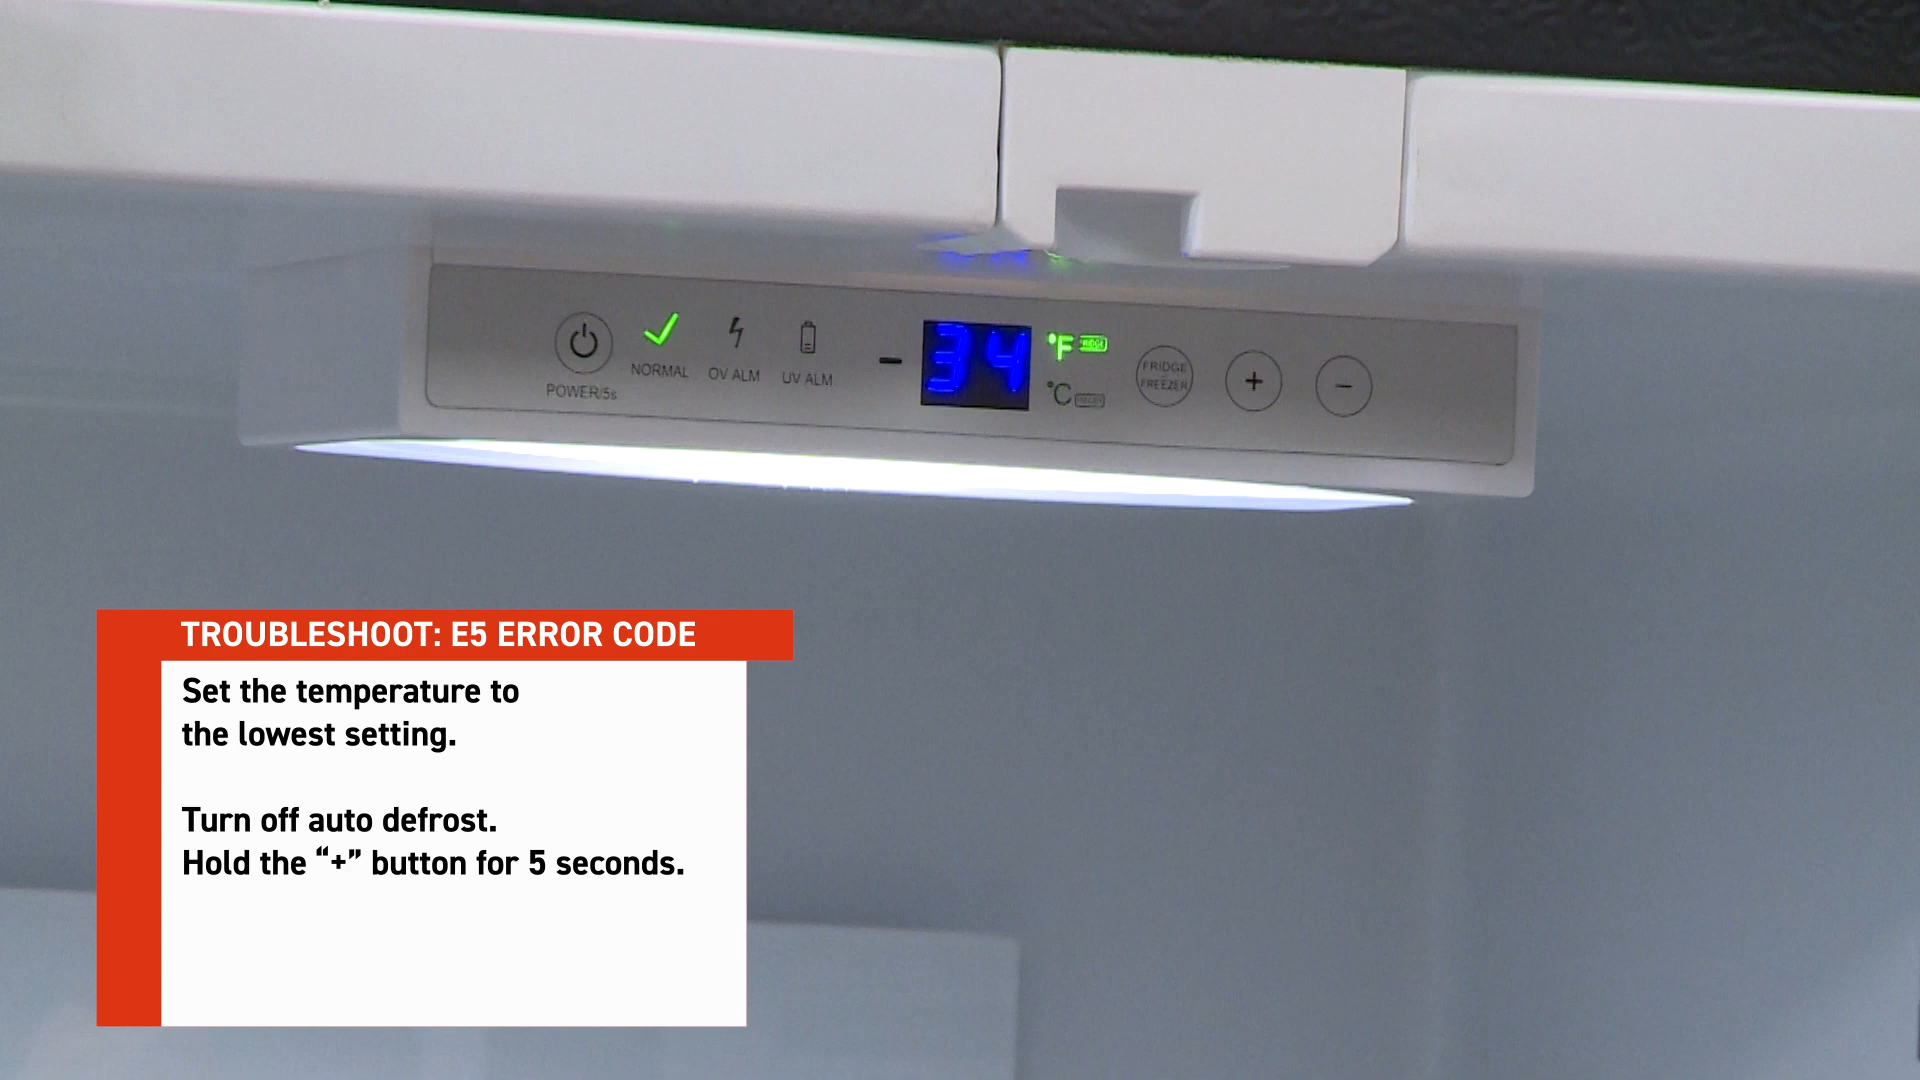 POWER/5s
NORMAL
OV ALM
UV ALM
34
°F FRIDGE
°C
FRIDGE
FREEZER
+
−
TROUBLESHOOT: E5 ERROR CODE
Set the temperature to
the lowest setting.
Turn off auto defrost.
Hold the “+” button for 5 seconds.